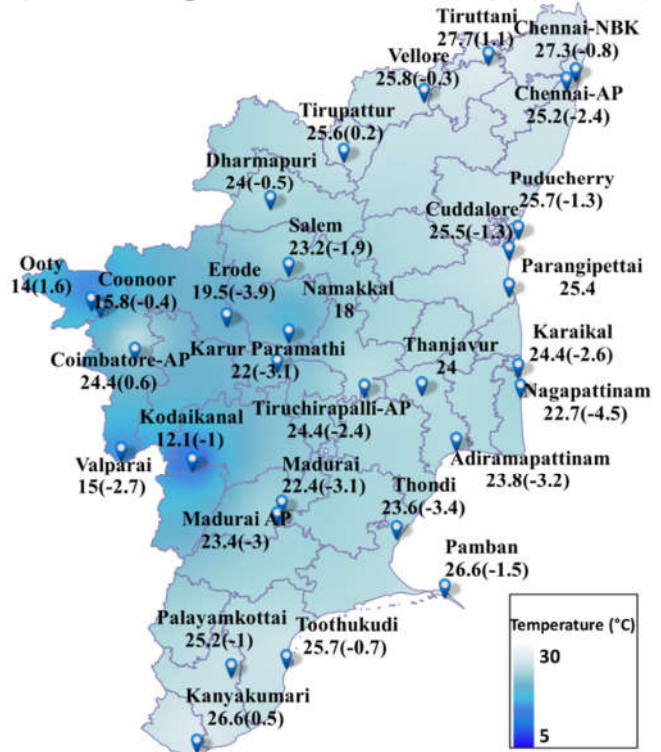 Tiruttani
27.7(1.1)
Chennai-NBK
27.3(-0.8)
Vellore
25.8(-0.3)
Chennai-AP
25.2(-2.4)
Tirupattur
25.6(0.2)
Dharmapuri
24(-0.5)
Puducherry
25.7(-1.3)
Cuddalore
25.5(-1.3)
Salem
23.2(-1.9)
Ooty
14(1.6)
Coonoor
15.8(-0.4)
Erode
19.5(-3.9)
Namakkal
18
Parangipettai
25.4
Coimbatore-AP
24.4(0.6)
Karur Paramathi
22(-3.1)
Thanjavur
24
Karaikal
24.4(-2.6)
Nagapattinam
22.7(-4.5)
Tiruchirapalli-AP
24.4(-2.4)
Kodaikanal
12.1(-1)
Valparai
15(-2.7)
Adiramapattinam
23.8(-3.2)
Madurai
22.4(-3.1)
Thondi
23.6(-3.4)
Madurai AP
23.4(-3)
Pamban
26.6(-1.5)
Palayamkottai
25.2(-1)
Toothukudi
25.7(-0.7)
Kanyakumari
26.6(0.5)
Temperature (°C)
30
5